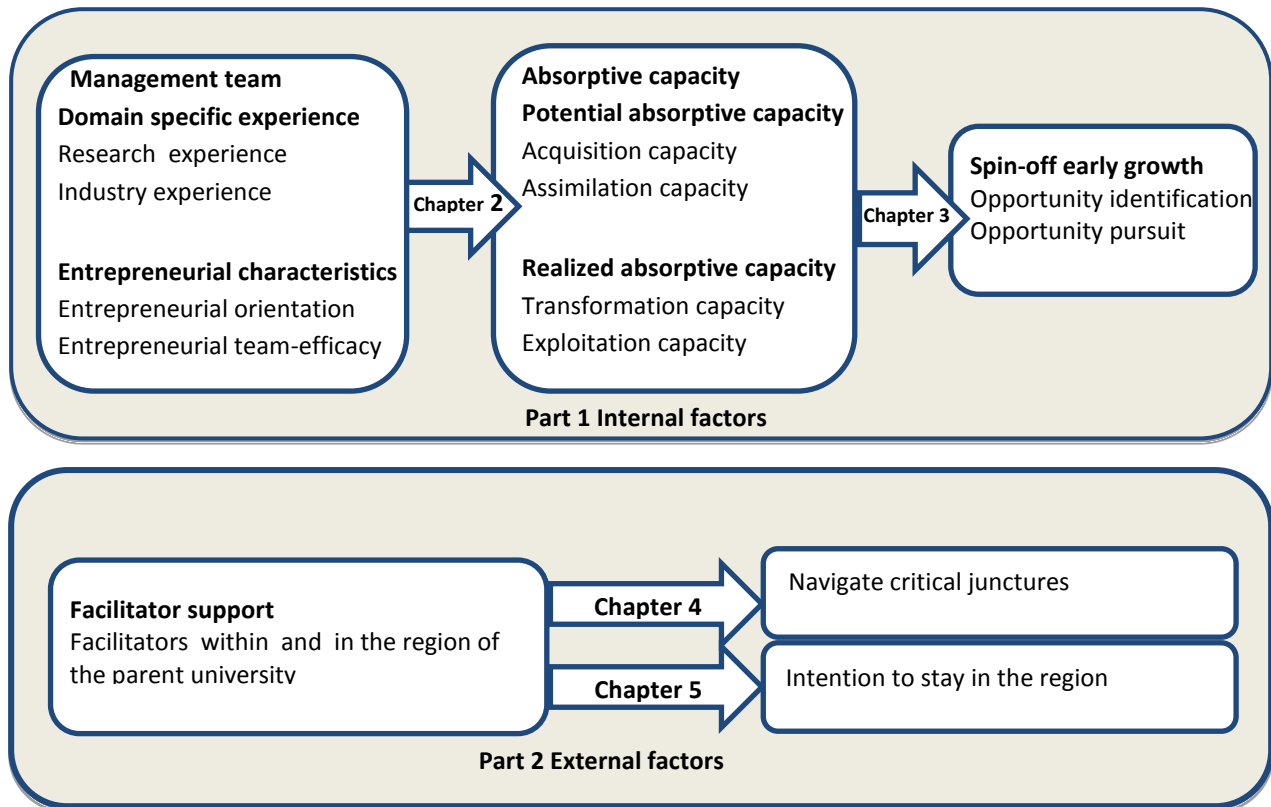 Management team
Domain specific experience
Research experience
Industry experience
Entrepreneurial characteristics
Entrepreneurial orientation
Entrepreneurial team-efficacy
Chapter 2
Absorptive capacity
Potential absorptive capacity
Acquisition capacity
Assimilation capacity
Realized absorptive capacity
Transformation capacity
Exploitation capacity
Chapter 3
Spin-off early growth
Opportunity identification
Opportunity pursuit
Part 1 Internal factors
Facilitator support
Facilitators within and in the region of
the parent university
Chapter 4
Navigate critical junctures
Chapter 5
Intention to stay in the region
Part 2 External factors